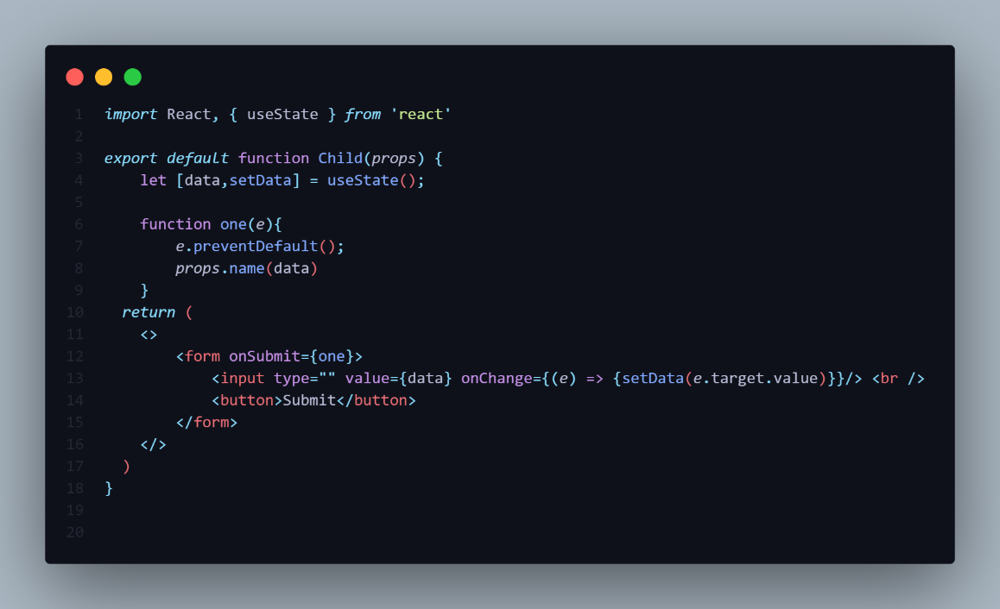 1 import React, { useState } from 'react'
2
3 export default function Child(props) {
4     let [data,setData] = useState();
5
6     function one(e){
7         e.preventDefault();
8         props.name(data)
9     }
10   return (
11     <>
12         <form onSubmit={one}>
13             <input type="" value={data} onChange={(e) => {setData(e.target.value)}}/> <br />
14             <button>Submit</button>
15         </form>
16     </>
17   )
18 }
19
20